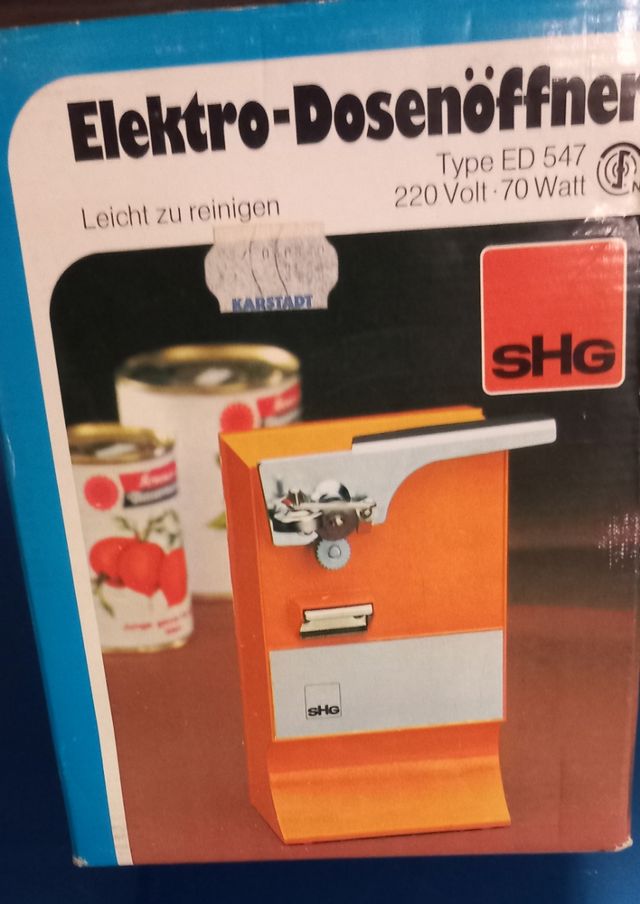 Elektro-Dosenöffner
Type ED 547
220 Volt · 70 Watt
Leicht zu reinigen
KARSTADT
SHG
SHG